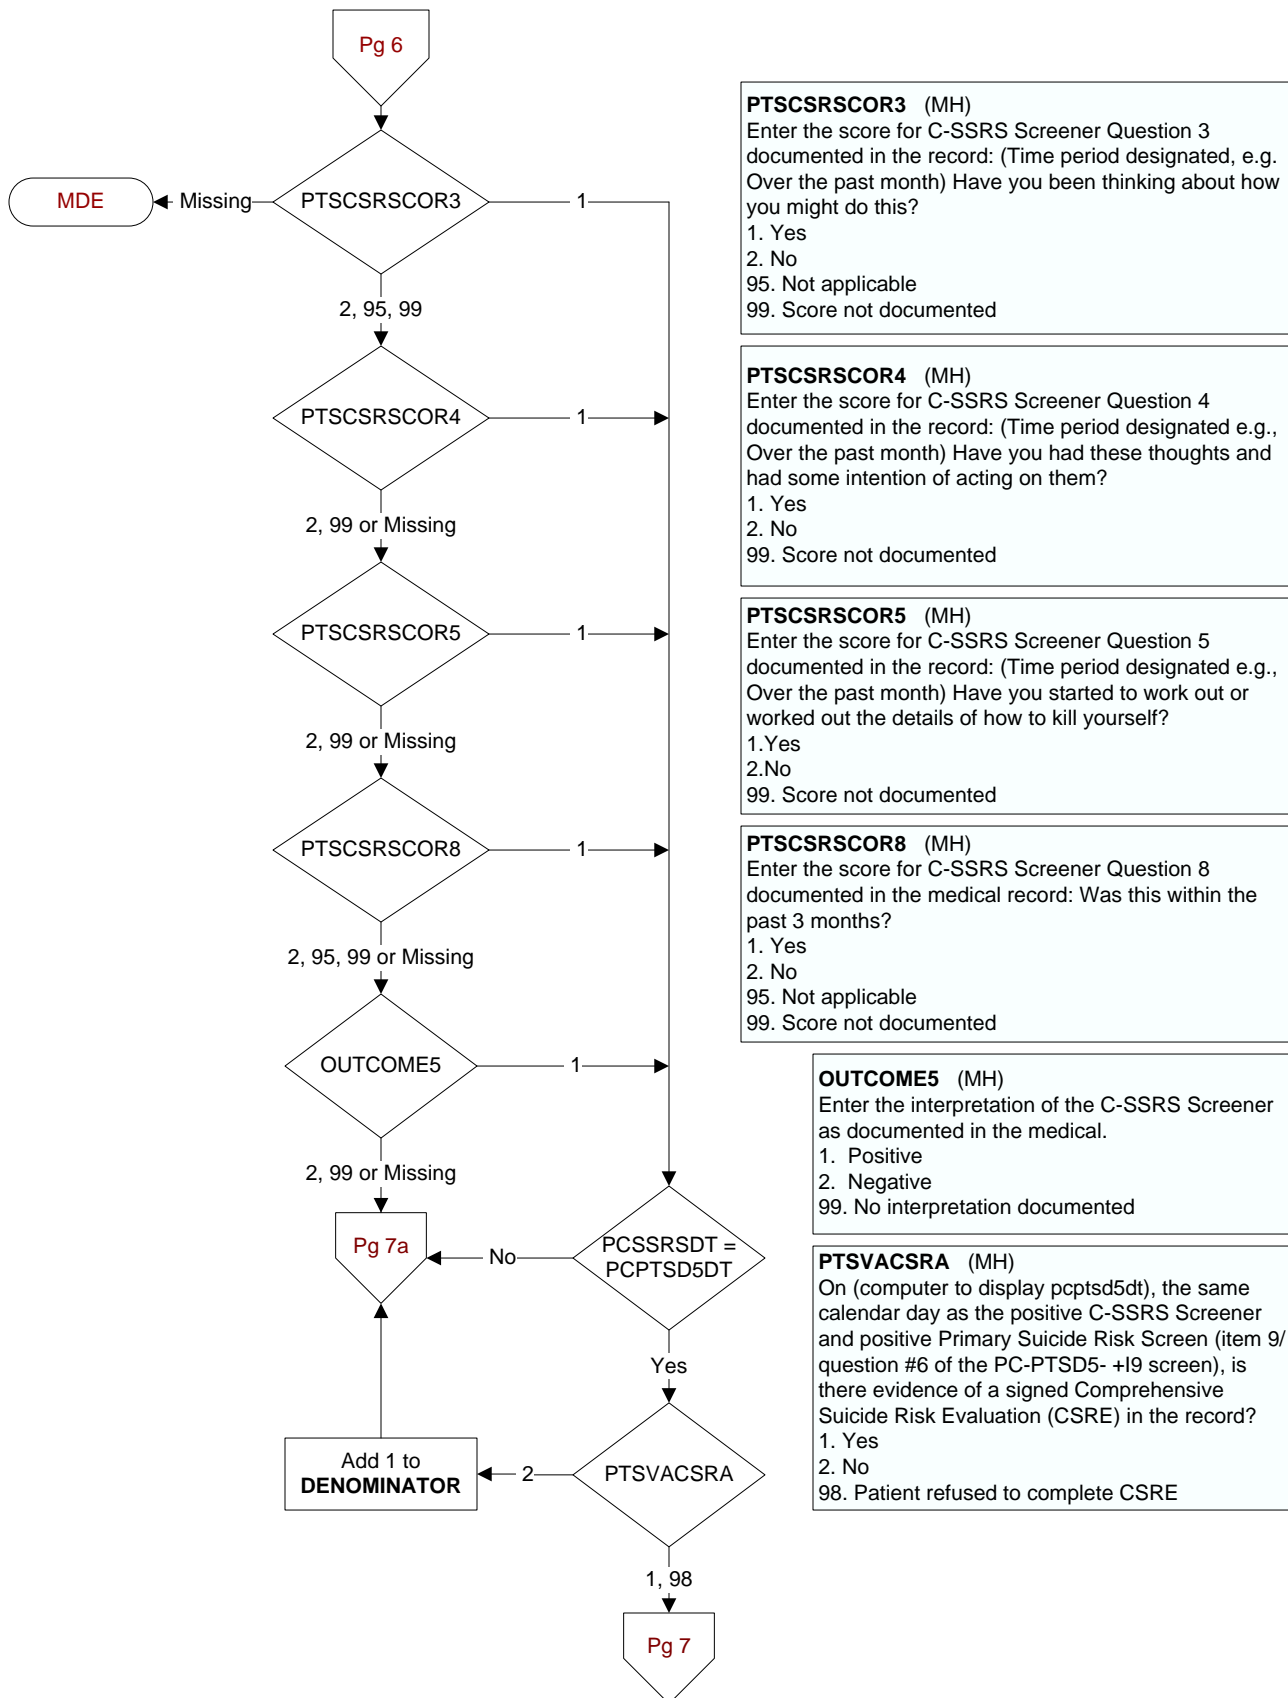 Pg 6
PTSCSRSCOR3
Missing
MDE
1
2, 95, 99
PTSCSRSCOR4
1
2, 99 or Missing
PTSCSRSCOR5
1
2, 99 or Missing
PTSCSRSCOR8
1
2, 95, 99 or Missing
OUTCOME5
1
2, 99 or Missing
Pg 7a
No
PCSSRSDT =
PCPTSD5DT
Yes
PTSVACSRA
2
Add 1 to
DENOMINATOR
1, 98
Pg 7
PTSCSRSCOR3 (MH)
Enter the score for C-SSRS Screener Question 3
documented in the record: (Time period designated, e.g.
Over the past month) Have you been thinking about how
you might do this?
1. Yes
2. No
95. Not applicable
99. Score not documented
PTSCSRSCOR4 (MH)
Enter the score for C-SSRS Screener Question 4
documented in the record: (Time period designated e.g.,
Over the past month) Have you had these thoughts and
had some intention of acting on them?
1. Yes
2. No
99. Score not documented
PTSCSRSCOR5 (MH)
Enter the score for C-SSRS Screener Question 5
documented in the record: (Time period designated e.g.,
Over the past month) Have you started to work out or
worked out the details of how to kill yourself?
1.Yes
2.No
99. Score not documented
PTSCSRSCOR8 (MH)
Enter the score for C-SSRS Screener Question 8
documented in the medical record: Was this within the
past 3 months?
1. Yes
2. No
95. Not applicable
99. Score not documented
OUTCOME5 (MH)
Enter the interpretation of the C-SSRS Screener
as documented in the medical.
1. Positive
2. Negative
99. No interpretation documented
PTSVACSRA (MH)
On (computer to display pcptsd5dt), the same
calendar day as the positive C-SSRS Screener
and positive Primary Suicide Risk Screen (item 9/
question #6 of the PC-PTSD5- +I9 screen), is
there evidence of a signed Comprehensive
Suicide Risk Evaluation (CSRE) in the record?
1. Yes
2. No
98. Patient refused to complete CSRE